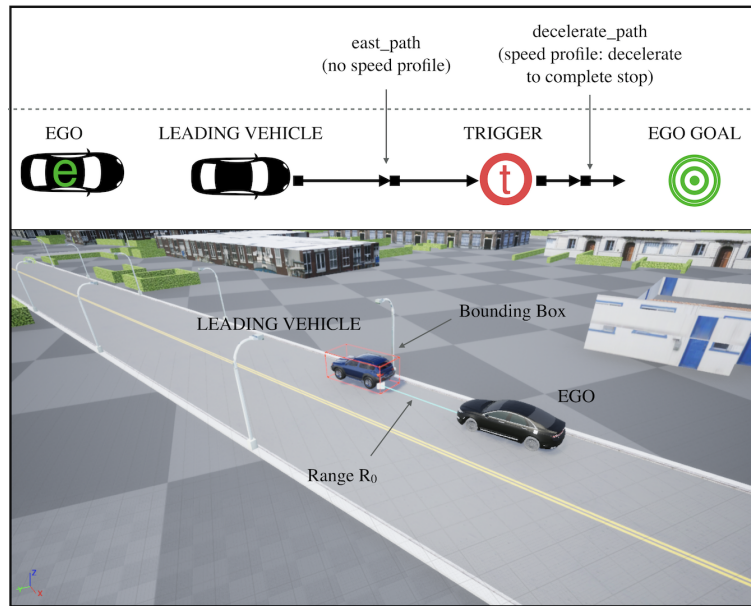 east_path
(no speed profile)
decelerate_path
(speed profile: decelerate
to complete stop)
EGO
LEADING VEHICLE
TRIGGER
EGO GOAL
e
t
LEADING VEHICLE
Bounding Box
EGO
Range R₀
Z
X